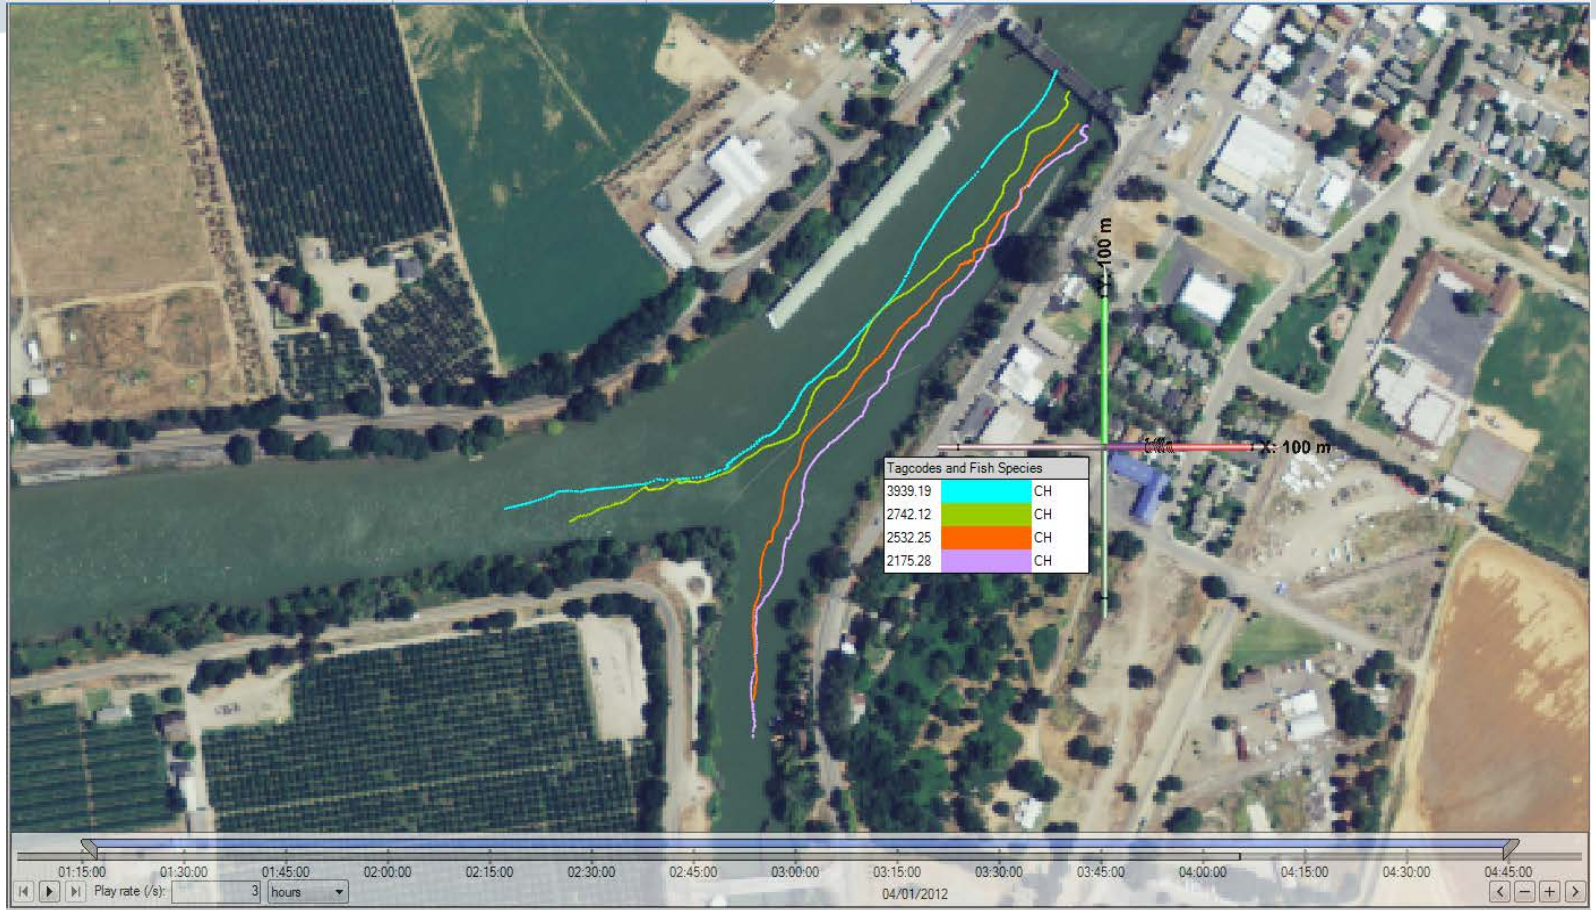 Y: 100 m
X: 100 m
Tagcodes and Fish Species
3939.19 CH
2742.12 CH
2532.25 CH
2175.28 CH
01:15:00 01:30:00 01:45:00 02:00:00 02:15:00 02:30:00 02:45:00 03:00:00 03:15:00 03:30:00 03:45:00 04:00:00 04:15:00 04:30:00 04:45:00
Play rate (/s): 3 hours 04/01/2012